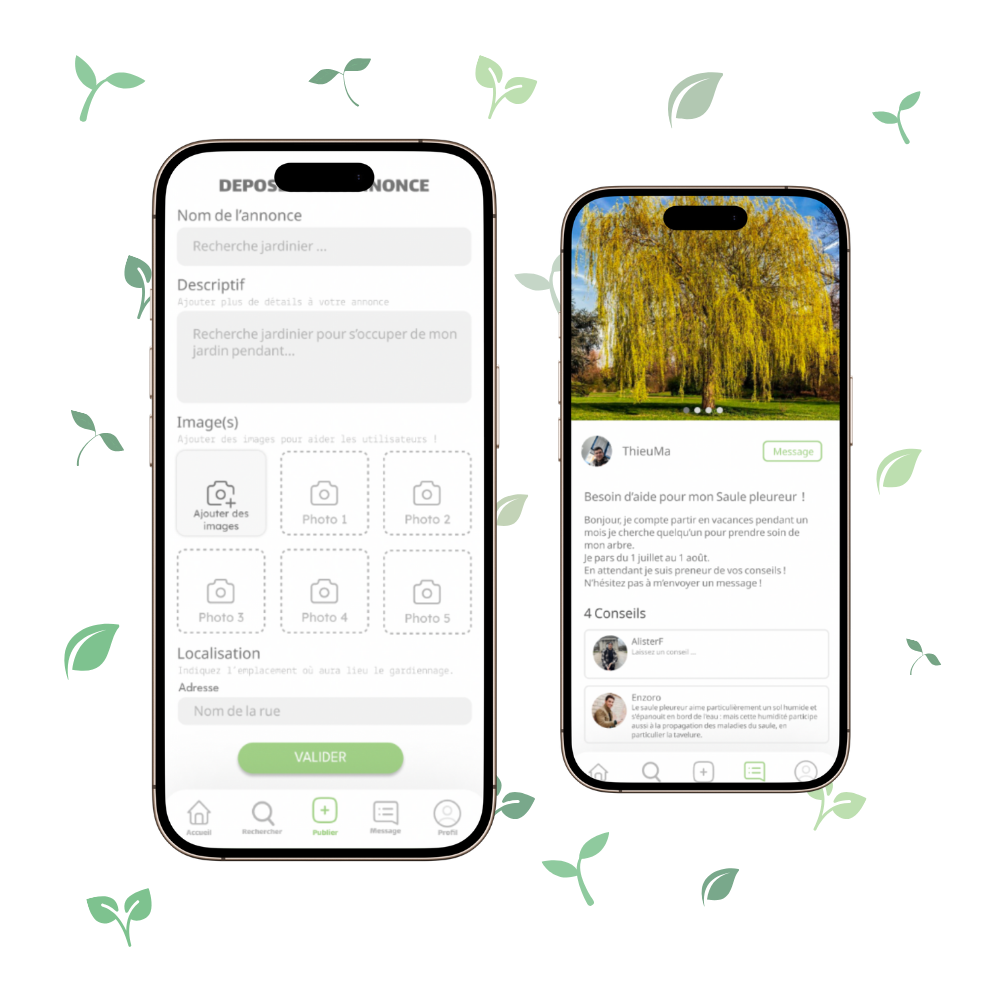 DEPOS NONCE
Nom de l'annonce
Recherche jardinier ...
Descriptif
Ajouter plus de détails à votre annonce
Recherche jardinier pour s'occuper de mon
jardin pendant...
Image(s)
Ajoutez des images pour aider les utilisateurs !
Ajouter des
images
Photo 1
Photo 2
Photo 3
Photo 4
Photo 5
Localisation
Indiquez l'emplacement où aura lieu le gardiennage.
Adresse
Nom de la rue
VALIDER
Accueil
Rechercher
Publier
Message
Profil
ThieuMa
Message
Besoin d'aide pour mon Saule pleureur !
Bonjour, je compte partir en vacances pendant un
mois je cherche quelqu'un pour prendre soin de
mon arbre.
Je pars du 1 juillet au 1 août.
En attendant je suis preneur de vos conseils !
N'hésitez pas à m'envoyer un message !
4 Conseils
AlisterF
Laissez un conseil ...
Enzoro
Le saule pleureur aime particulièrement un sol humide et
s'épanouit en bord de l'eau : mais cette humidité participe
aussi à la propagation des maladies du saule, en
particulier la tavelure.